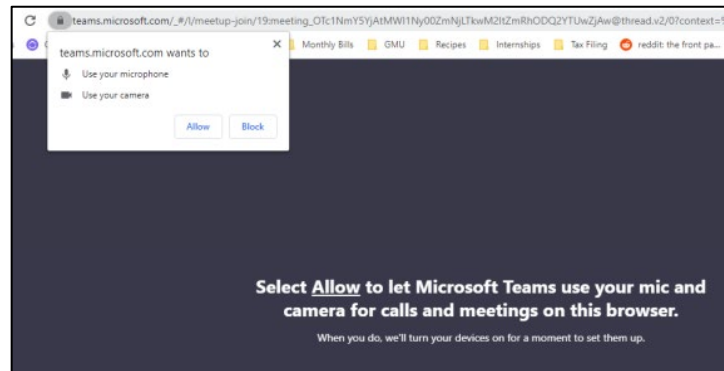 teams.microsoft.com/_#/l/meetup-join/19:meeting_OTc1NmY5YjAtMWI1Ny00ZmNjLTkwM2ItZmRhODQ2YTUwZjAw@thread.v2/0?context=
Monthly Bills GMU Recipes Internships Tax Filing reddit: the front pa...
teams.microsoft.com wants to
Use your microphone
Use your camera
Allow Block
Select Allow to let Microsoft Teams use your mic and
camera for calls and meetings on this browser.
When you do, we'll turn your devices on for a moment to set them up.